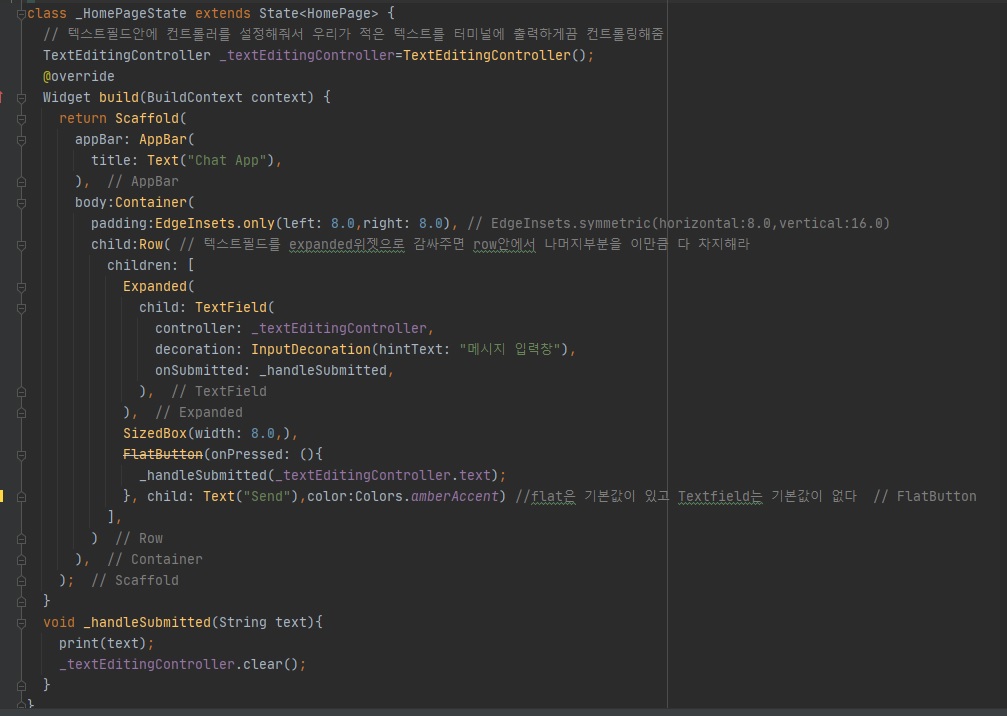 class _HomePageState extends State<HomePage> {
// 텍스트필드안에 컨트롤러를 설정해줘서 우리가 적은 텍스트를 터미널에 출력하게끔 컨트롤링해줌
TextEditingController _textEditingController=TextEditingController();
@override
Widget build(BuildContext context) {
return Scaffold(
appBar: AppBar(
title: Text("Chat App"),
), // AppBar
body:Container(
padding:EdgeInsets.only(left: 8.0,right: 8.0), // EdgeInsets.symmetric(horizontal:8.0,vertical:16.0)
child:Row( // 텍스트필드를 expanded위젯으로 감싸주면 row안에서 나머지부분을 이만큼 다 차지해라
children: [
Expanded(
child: TextField(
controller: _textEditingController,
decoration: InputDecoration(hintText: "메시지 입력창"),
onSubmitted: _handleSubmitted,
), // TextField
), // Expanded
SizedBox(width: 8.0,),
FlatButton(onPressed: (){
_handleSubmitted(_textEditingController.text);
}, child: Text("Send"),color:Colors.amberAccent) //flat은 기본값이 있고 Textfield는 기본값이 없다 // FlatButton
],
) // Row
), // Container
); // Scaffold
}
void _handleSubmitted(String text){
print(text);
_textEditingController.clear();
}
}